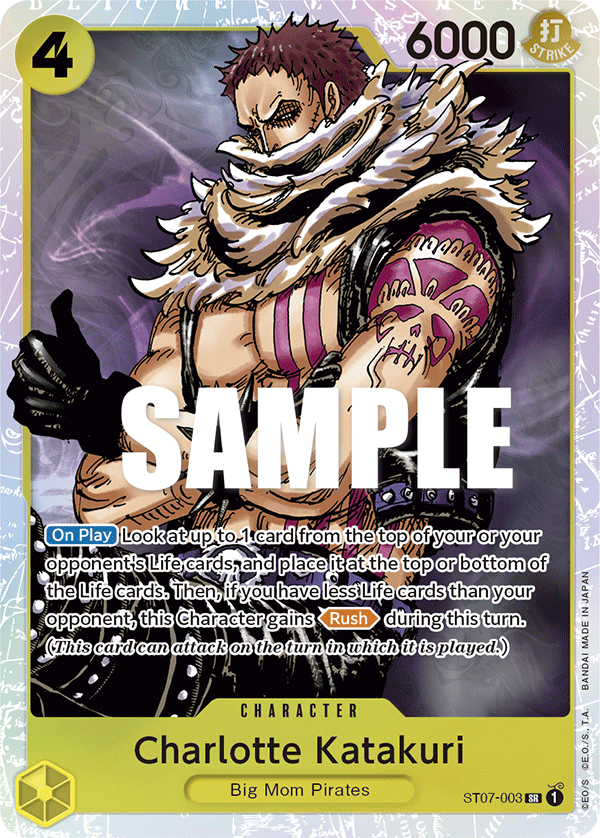 4
6000
打
STRIKE
SAMPLE
On Play Look at up to 1 card from the top of your or your
opponent's Life cards, and place it at the top or bottom of
the Life cards. Then, if you have less Life cards than your
opponent, this Character gains Rush during this turn.
(This card can attack on the turn in which it is played.)
CHARACTER
Charlotte Katakuri
Big Mom Pirates
ST07-003 SR 1
©EO/S ©E.O./S., T.A. BANDAI MADE IN JAPAN